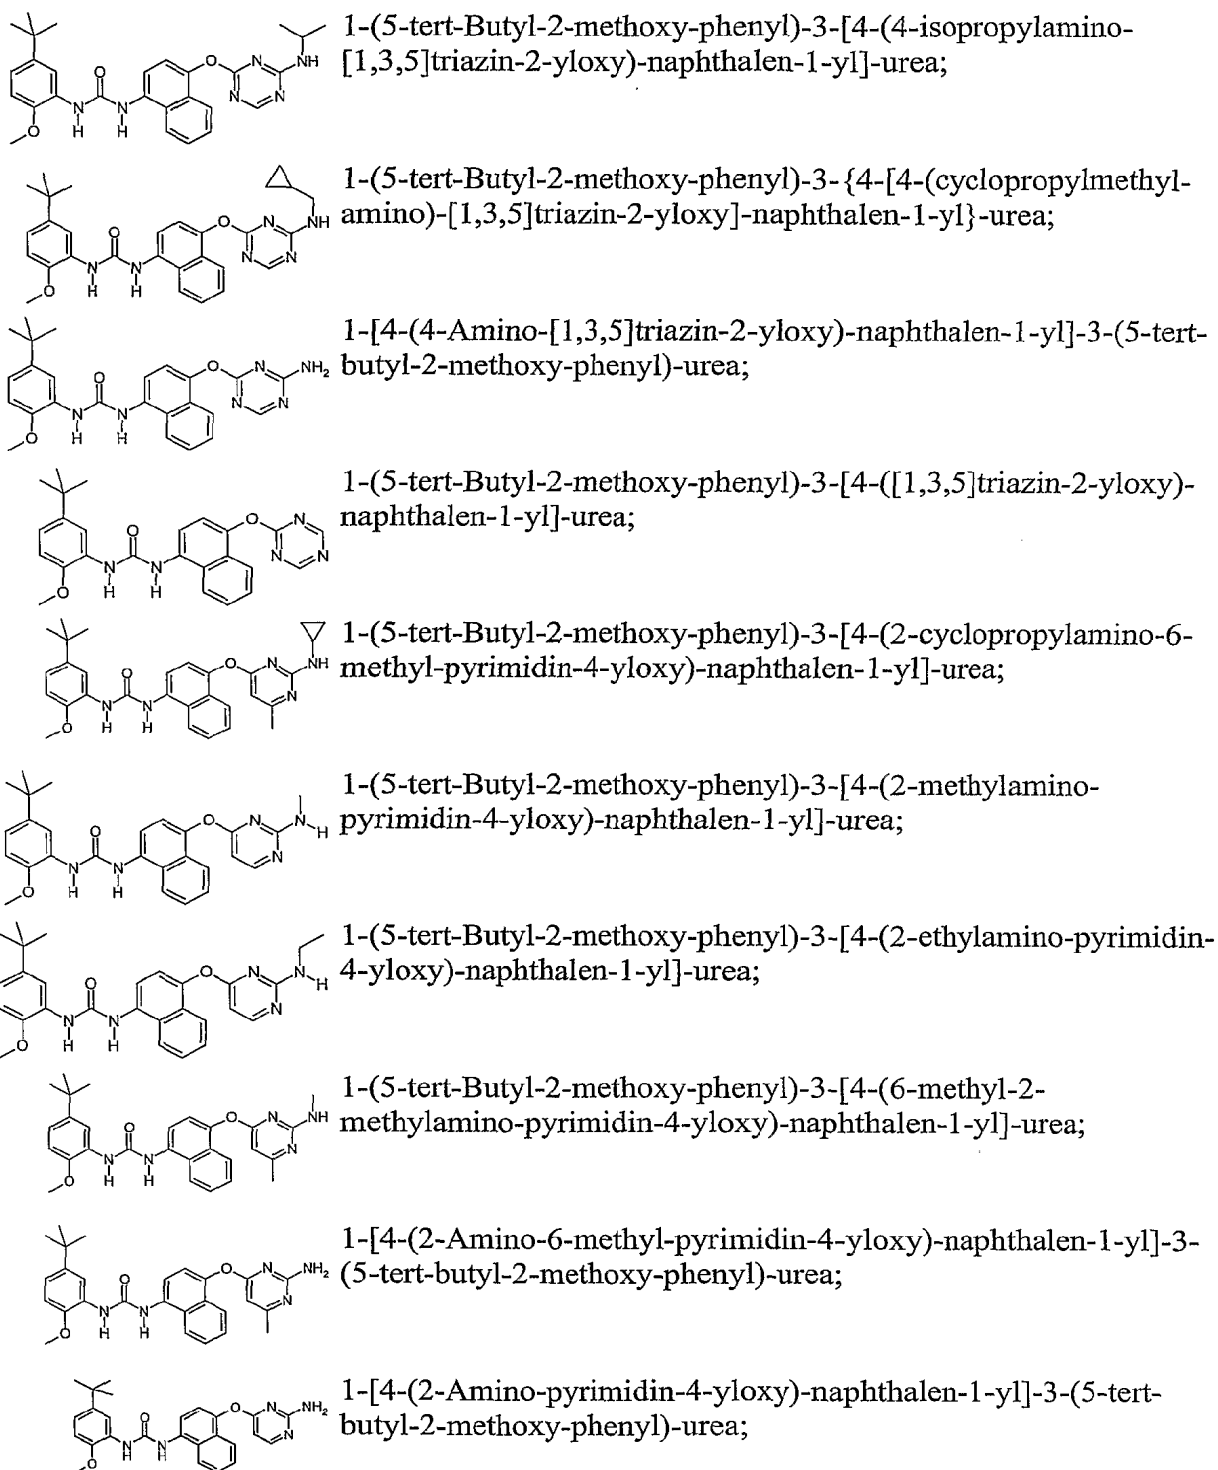 1-(5-tert-Butyl-2-methoxy-phenyl)-3-[4-(4-isopropylamino-
[1,3,5]triazin-2-yloxy)-naphthalen-1-yl]-urea;
1-(5-tert-Butyl-2-methoxy-phenyl)-3-{4-[4-(cyclopropylmethyl-
amino)-[1,3,5]triazin-2-yloxy]-naphthalen-1-yl}-urea;
1-[4-(4-Amino-[1,3,5]triazin-2-yloxy)-naphthalen-1-yl]-3-(5-tert-
butyl-2-methoxy-phenyl)-urea;
1-(5-tert-Butyl-2-methoxy-phenyl)-3-[4-([1,3,5]triazin-2-yloxy)-
naphthalen-1-yl]-urea;
1-(5-tert-Butyl-2-methoxy-phenyl)-3-[4-(2-cyclopropylamino-6-
methyl-pyrimidin-4-yloxy)-naphthalen-1-yl]-urea;
1-(5-tert-Butyl-2-methoxy-phenyl)-3-[4-(2-methylamino-
pyrimidin-4-yloxy)-naphthalen-1-yl]-urea;
1-(5-tert-Butyl-2-methoxy-phenyl)-3-[4-(2-ethylamino-pyrimidin-
4-yloxy)-naphthalen-1-yl]-urea;
1-(5-tert-Butyl-2-methoxy-phenyl)-3-[4-(6-methyl-2-
methylamino-pyrimidin-4-yloxy)-naphthalen-1-yl]-urea;
1-[4-(2-Amino-6-methyl-pyrimidin-4-yloxy)-naphthalen-1-yl]-3-
(5-tert-butyl-2-methoxy-phenyl)-urea;
1-[4-(2-Amino-pyrimidin-4-yloxy)-naphthalen-1-yl]-3-(5-tert-
butyl-2-methoxy-phenyl)-urea;